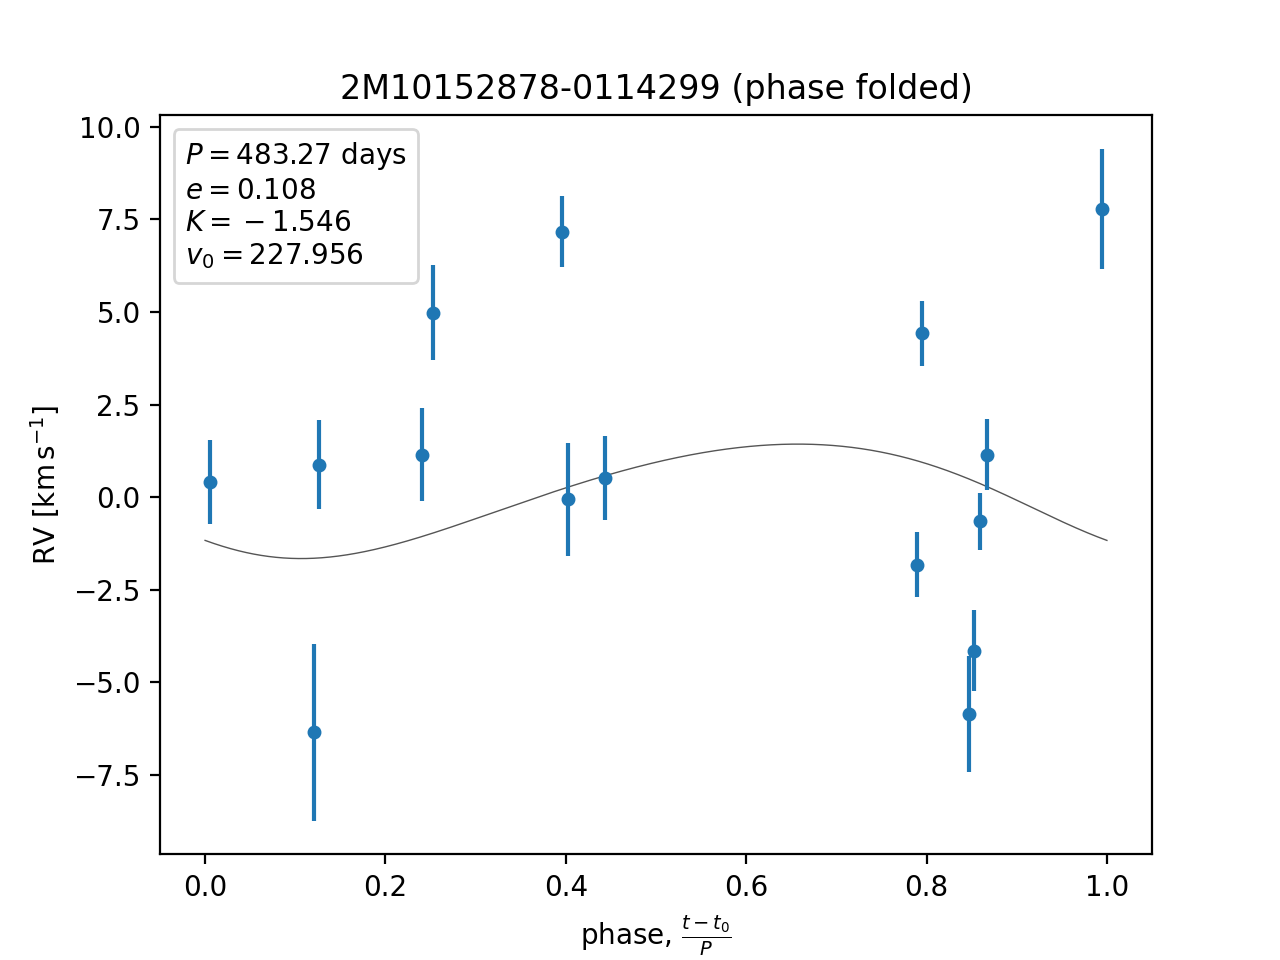 2M10152878-0114299 (phase folded)
P = 483.27 days
e = 0.108
K = −1.546
v₀ = 227.956
10.0
7.5
5.0
2.5
0.0
−2.5
−5.0
−7.5
RV [km s⁻¹]
0.0 0.2 0.4 0.6 0.8 1.0
phase, (t − t₀)/P